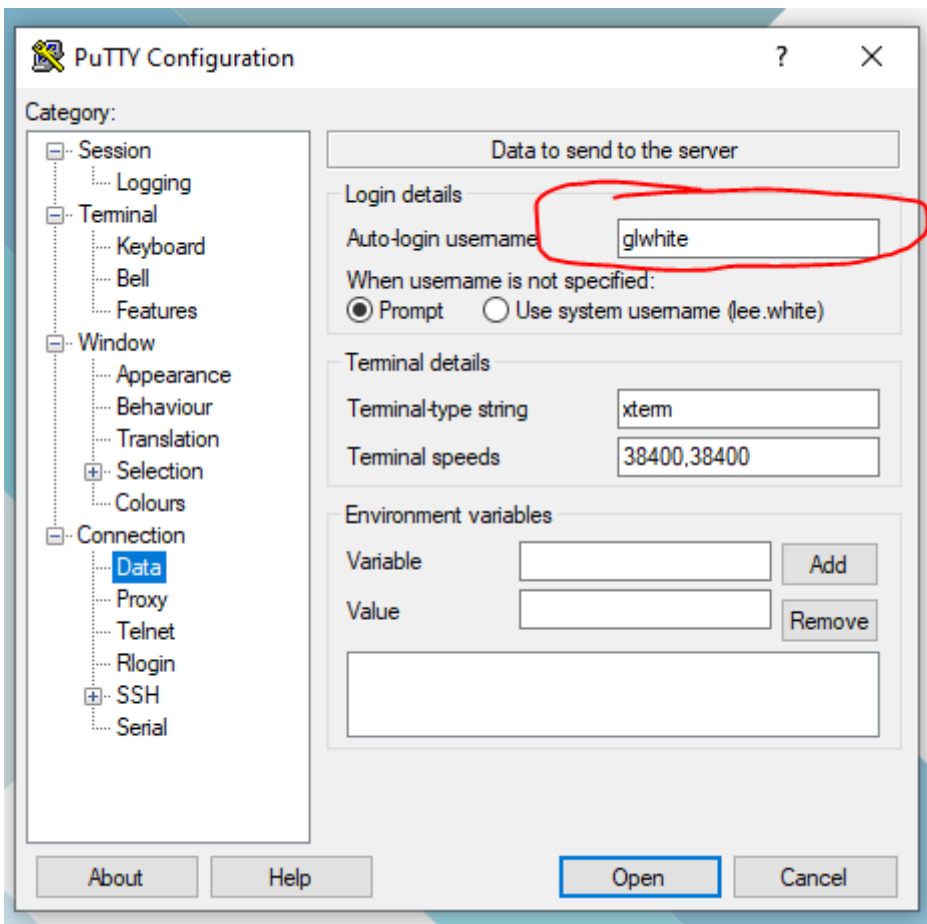 PuTTY Configuration
?
Category:
Session
Logging
Terminal
Keyboard
Bell
Features
Window
Appearance
Behaviour
Translation
Selection
Colours
Connection
Data
Proxy
Telnet
Rlogin
SSH
Serial
Data to send to the server
Login details
Auto-login username glwhite
When username is not specified:
Prompt Use system username (lee.white)
Terminal details
Terminal-type string xterm
Terminal speeds 38400,38400
Environment variables
Variable Add
Value Remove
About Help Open Cancel